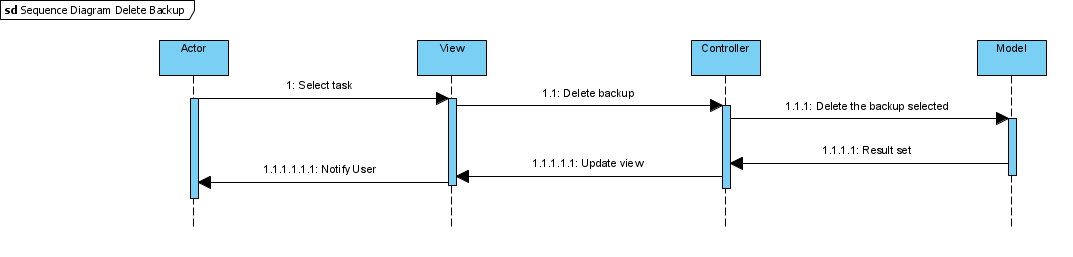 sd Sequence Diagram Delete Backup
Actor
View
Controller
Model
1: Select task
1.1: Delete backup
1.1.1: Delete the backup selected
1.1.1.1: Result set
1.1.1.1.1: Update view
1.1.1.1.1.1: Notify User